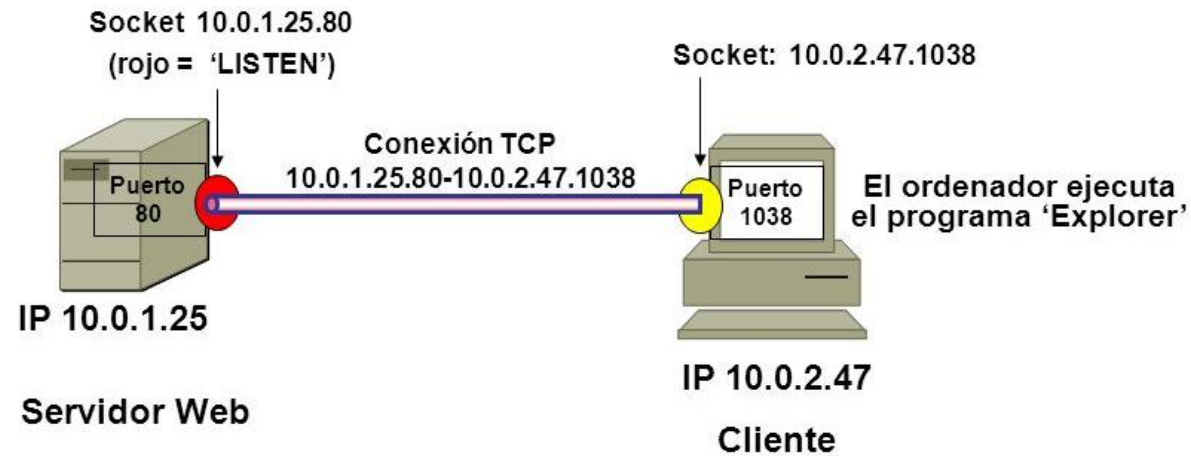 Socket 10.0.1.25.80
(rojo = 'LISTEN')
Socket: 10.0.2.47.1038
Conexión TCP
10.0.1.25.80-10.0.2.47.1038
Puerto
80
Puerto
1038
El ordenador ejecuta
el programa 'Explorer'
IP 10.0.1.25
IP 10.0.2.47
Servidor Web
Cliente